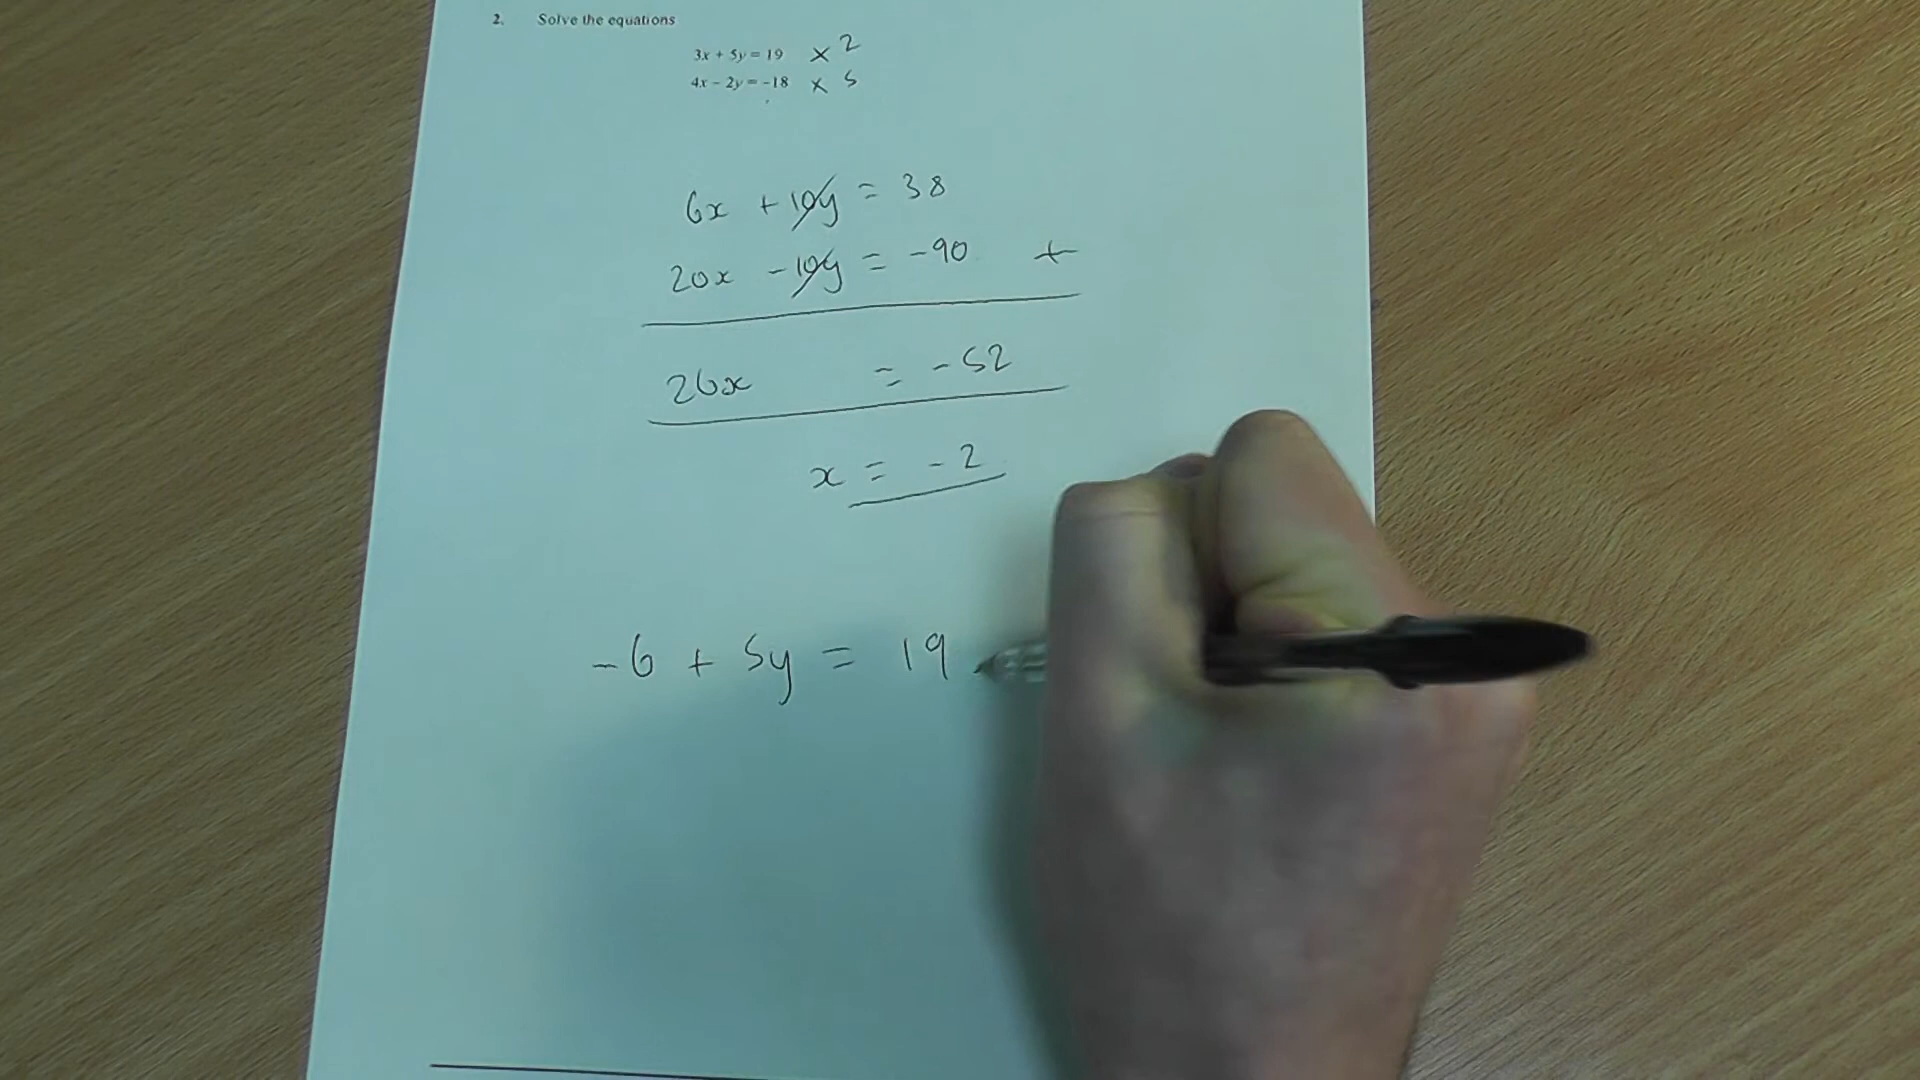 2. Solve the equations
3x + 5y = 19 × 2
4x – 2y = –18 × 5
6x + 10y = 38
20x - 10y = -90 +
26x = -52
x = -2
-6 + 5y = 19